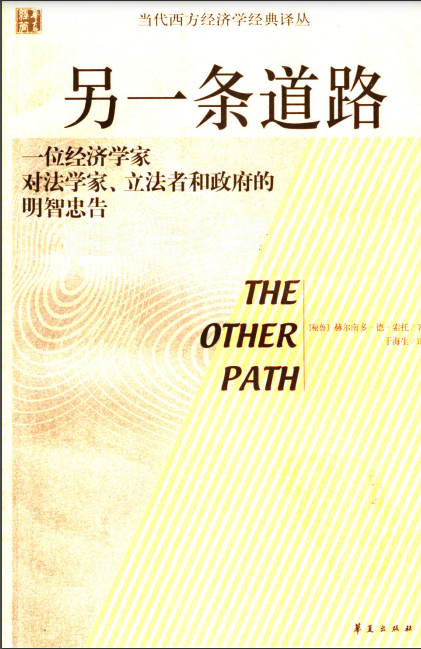 当代西方经济学经典译丛
另一条道路
一位经济学家
对法学家、立法者和政府的
明智忠告
THE
OTHER
PATH
[秘鲁] 赫尔南多·德·索托 著
于海生 译
华夏出版社